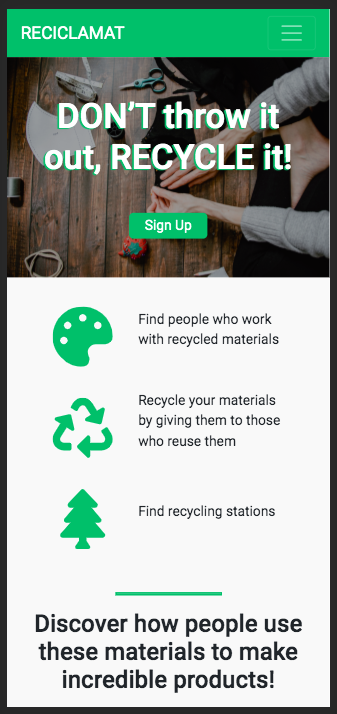 RECICLAMAT
DON’T throw it
out, RECYCLE it!
Sign Up
Find people who work
with recycled materials
Recycle your materials
by giving them to those
who reuse them
Find recycling stations
Discover how people use
these materials to make
incredible products!